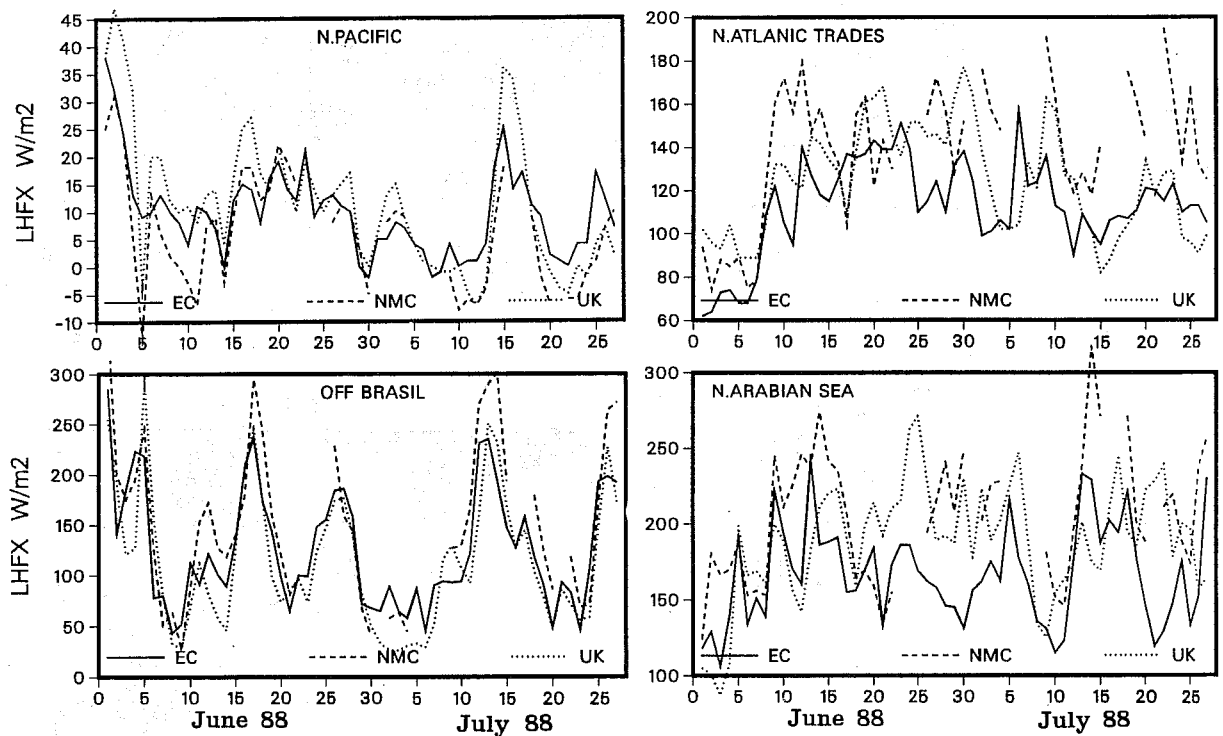 N.PACIFIC
LHFX W/m2
45
40
35
30
25
20
15
10
5
0
-5
-10
EC NMC UK
0 5 10 15 20 25 30 5 10 15 20 25
N.ATLANIC TRADES
200
180
160
140
120
100
80
60
EC NMC UK
0 5 10 15 20 25 30 5 10 15 20 25
OFF BRASIL
LHFX W/m2
300
250
200
150
100
50
0
EC NMC UK
0 5 10 15 20 25 30 5 10 15 20 25
June 88 July 88
N.ARABIAN SEA
300
250
200
150
100
EC NMC UK
0 5 10 15 20 25 30 5 10 15 20 25
June 88 July 88